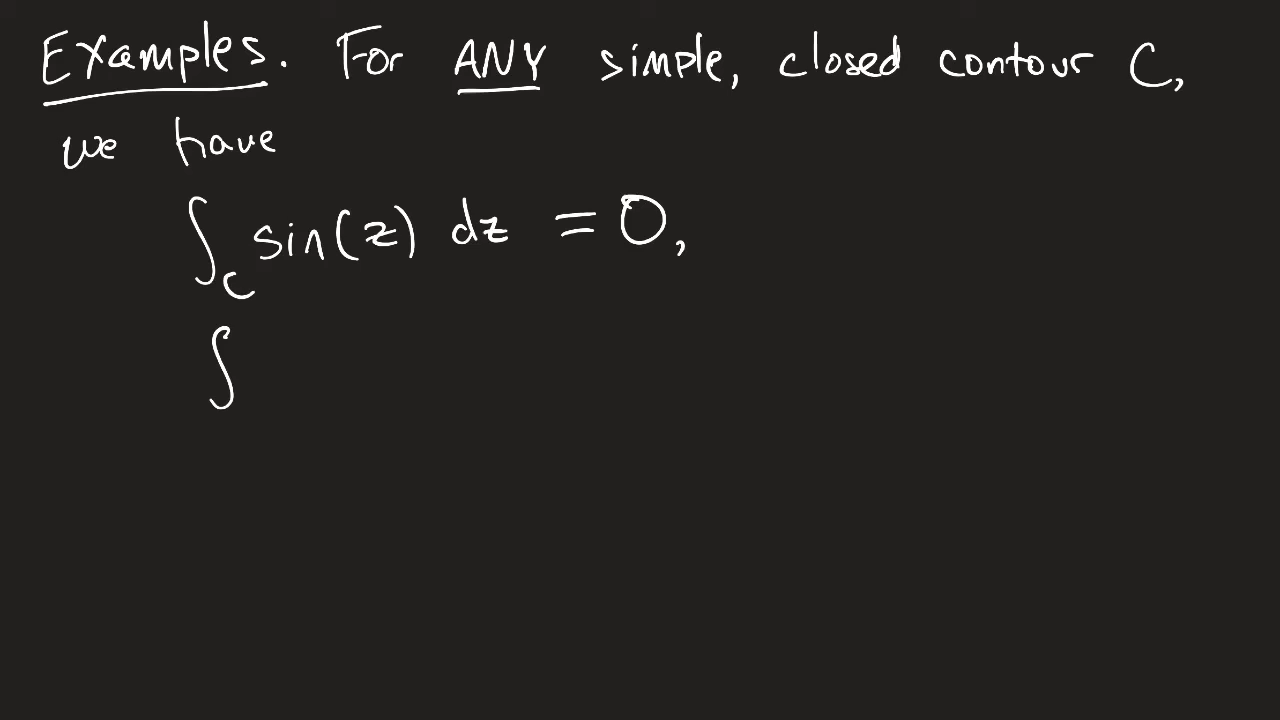 Examples. For ANY simple, closed contour C,
we have
∫_C sin(z) dz = 0,
∫